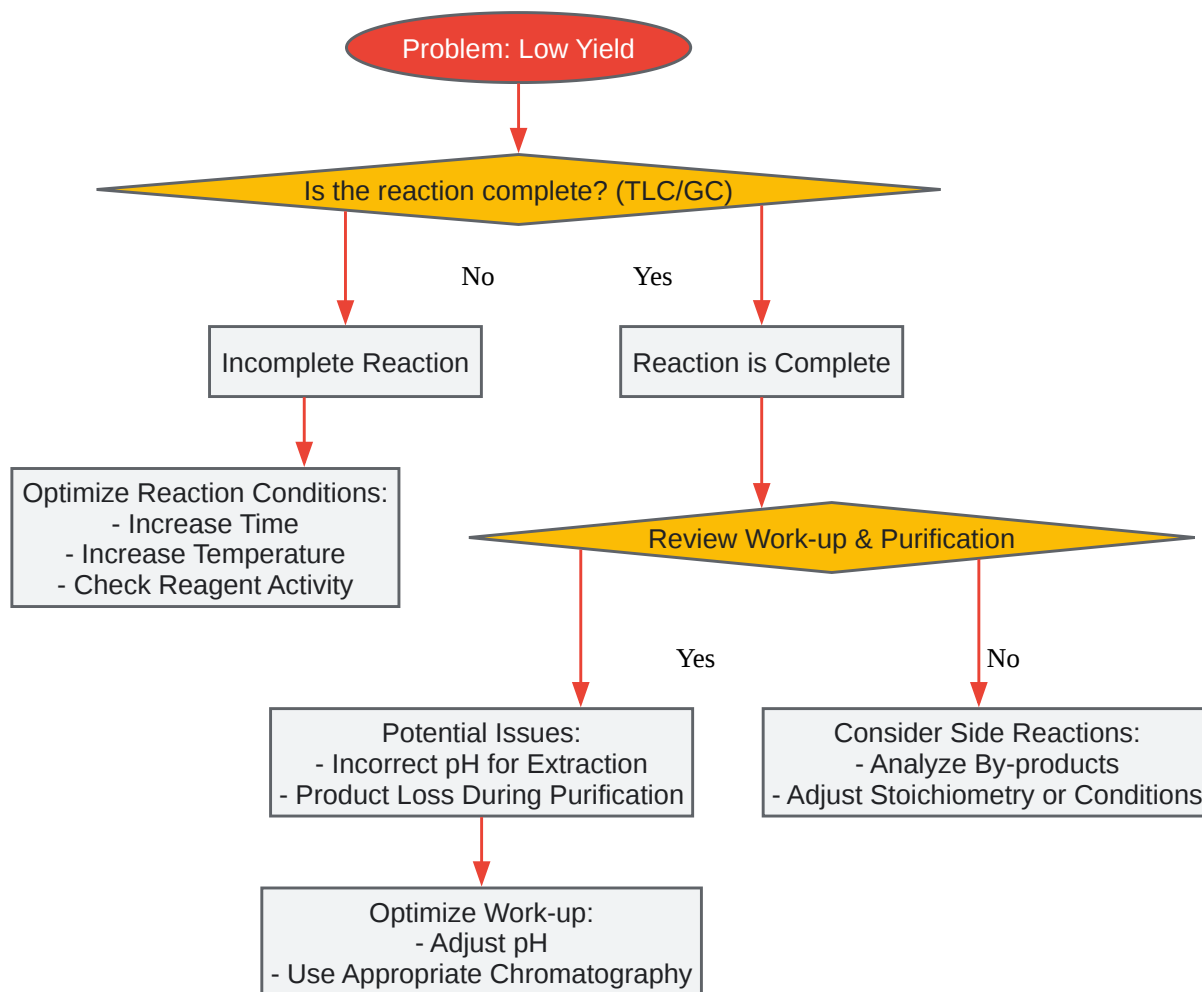 Problem: Low Yield
Is the reaction complete? (TLC/GC)
No
Yes
Incomplete Reaction
Reaction is Complete
Optimize Reaction Conditions:
- Increase Time
- Increase Temperature
- Check Reagent Activity
Review Work-up & Purification
Yes
No
Potential Issues:
- Incorrect pH for Extraction
- Product Loss During Purification
Consider Side Reactions:
- Analyze By-products
- Adjust Stoichiometry or Conditions
Optimize Work-up:
- Adjust pH
- Use Appropriate Chromatography